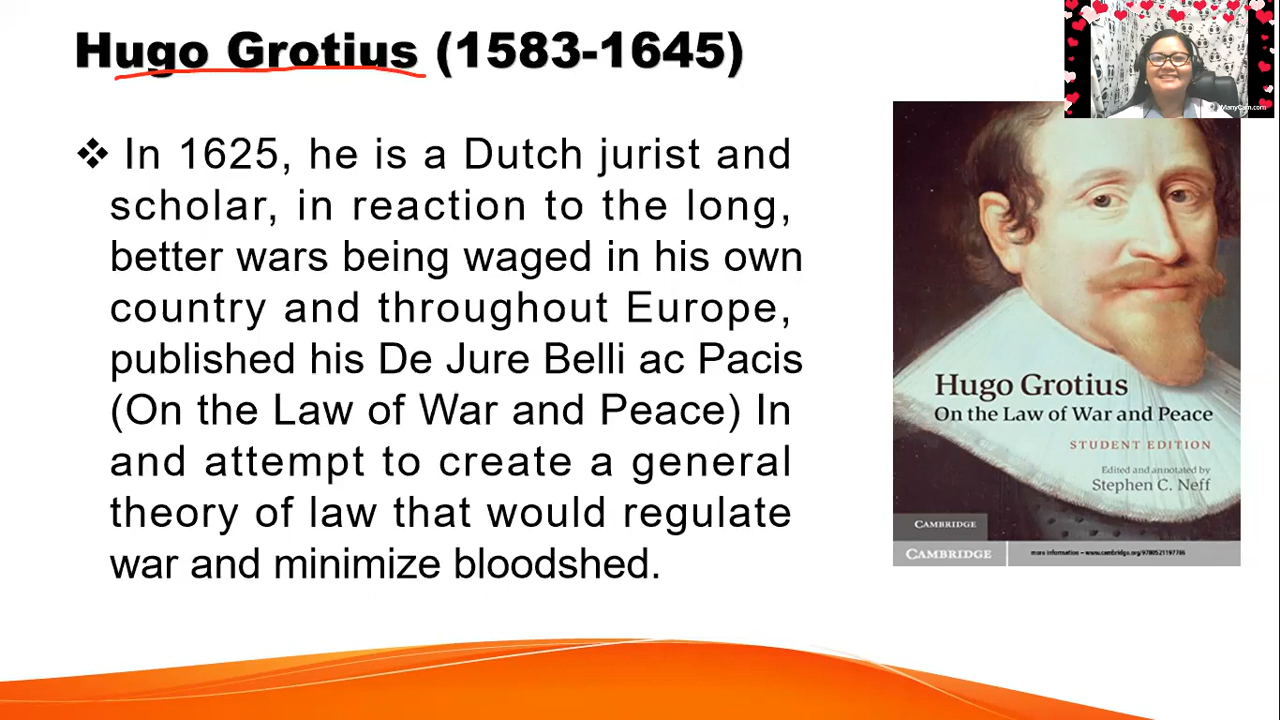 Hugo Grotius (1583-1645)
❖ In 1625, he is a Dutch jurist and
scholar, in reaction to the long,
better wars being waged in his own
country and throughout Europe,
published his De Jure Belli ac Pacis
(On the Law of War and Peace) In
and attempt to create a general
theory of law that would regulate
war and minimize bloodshed.
ManyCam.com
Hugo Grotius
On the Law of War and Peace
STUDENT EDITION
Edited and annotated by
Stephen C. Neff
CAMBRIDGE
CAMBRIDGE
more information – www.cambridge.org/9780521197786